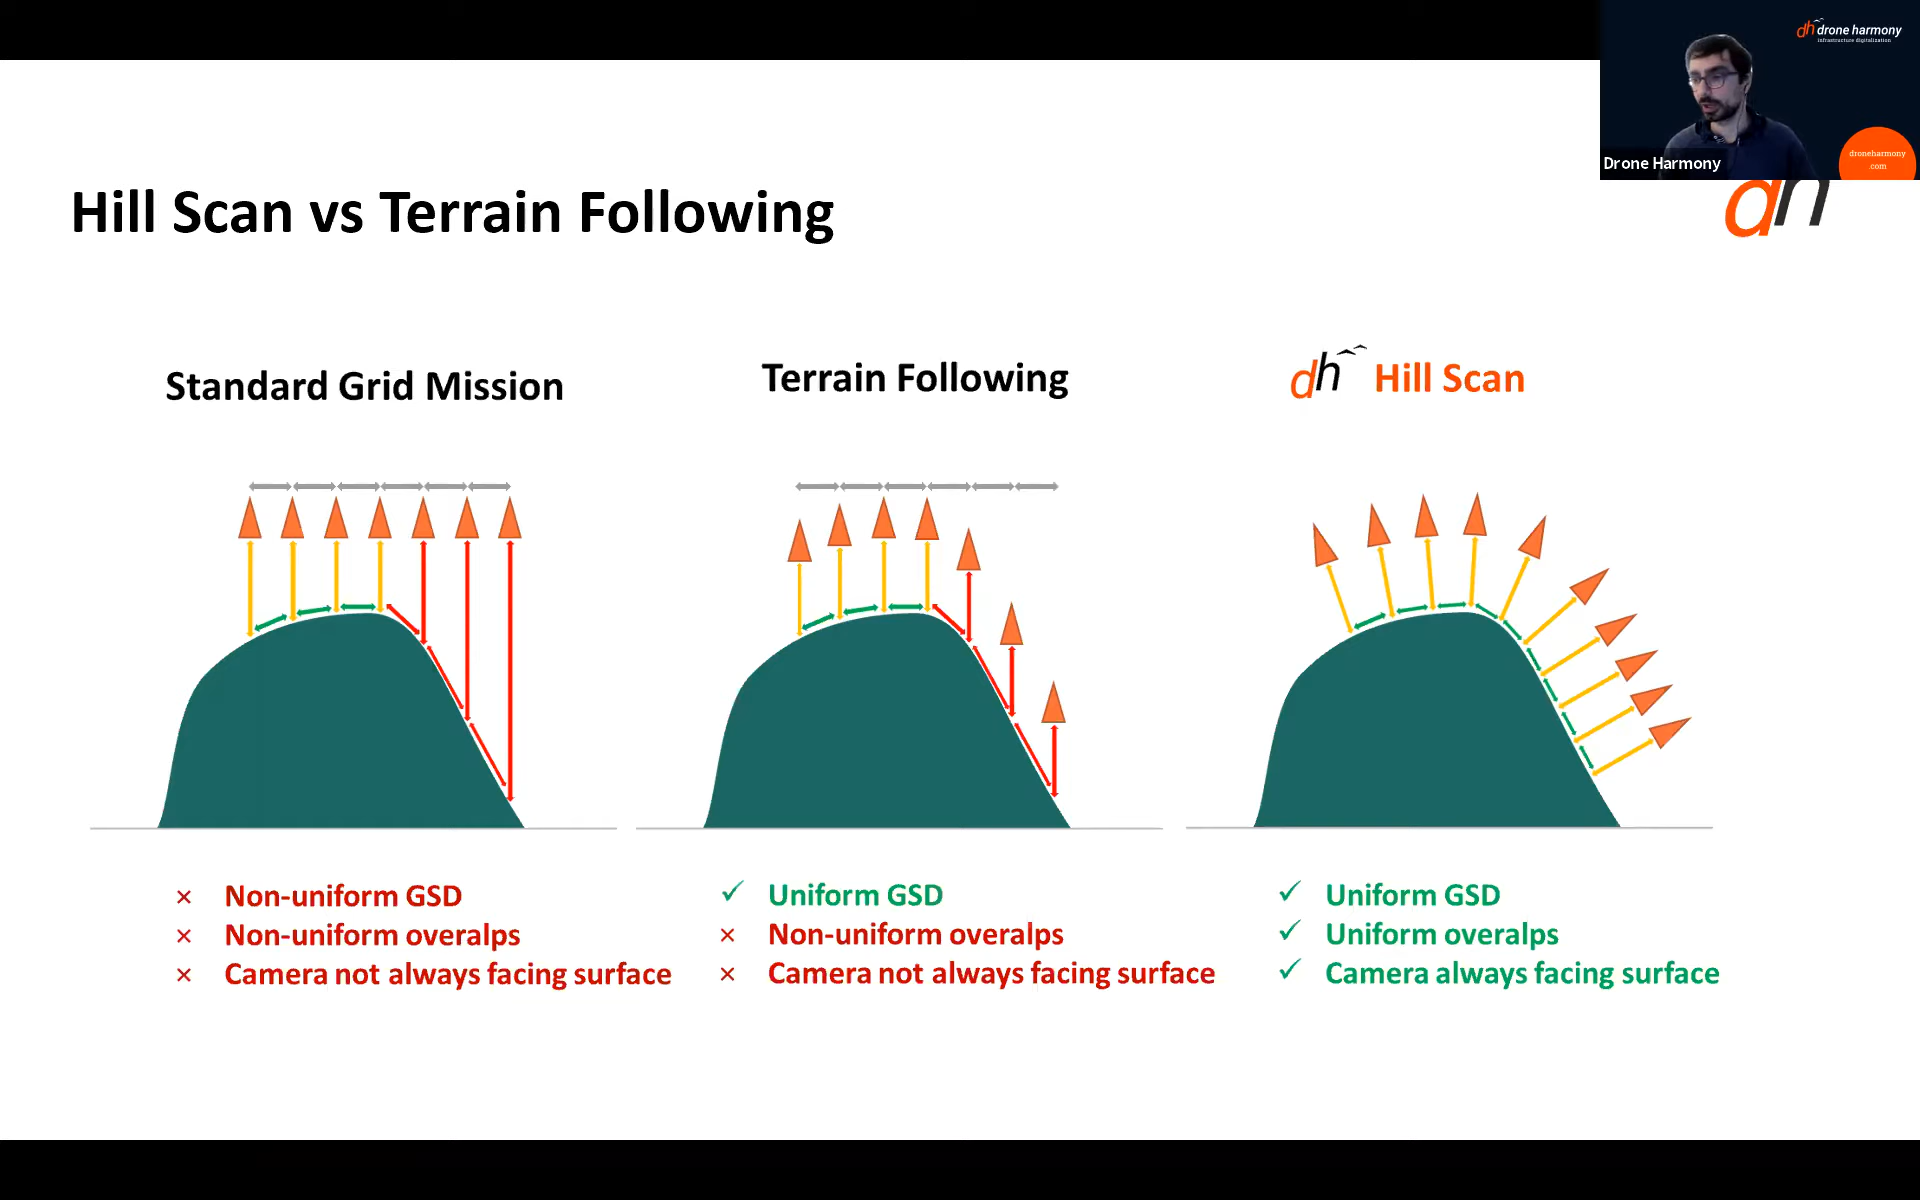 dh drone harmony
infrastructure digitalization
droneharmony
.com
Drone Harmony
dh
Hill Scan vs Terrain Following
Standard Grid Mission
Terrain Following
dh Hill Scan
× Non-uniform GSD
× Non-uniform overalps
× Camera not always facing surface
✓ Uniform GSD
× Non-uniform overalps
× Camera not always facing surface
✓ Uniform GSD
✓ Uniform overalps
✓ Camera always facing surface